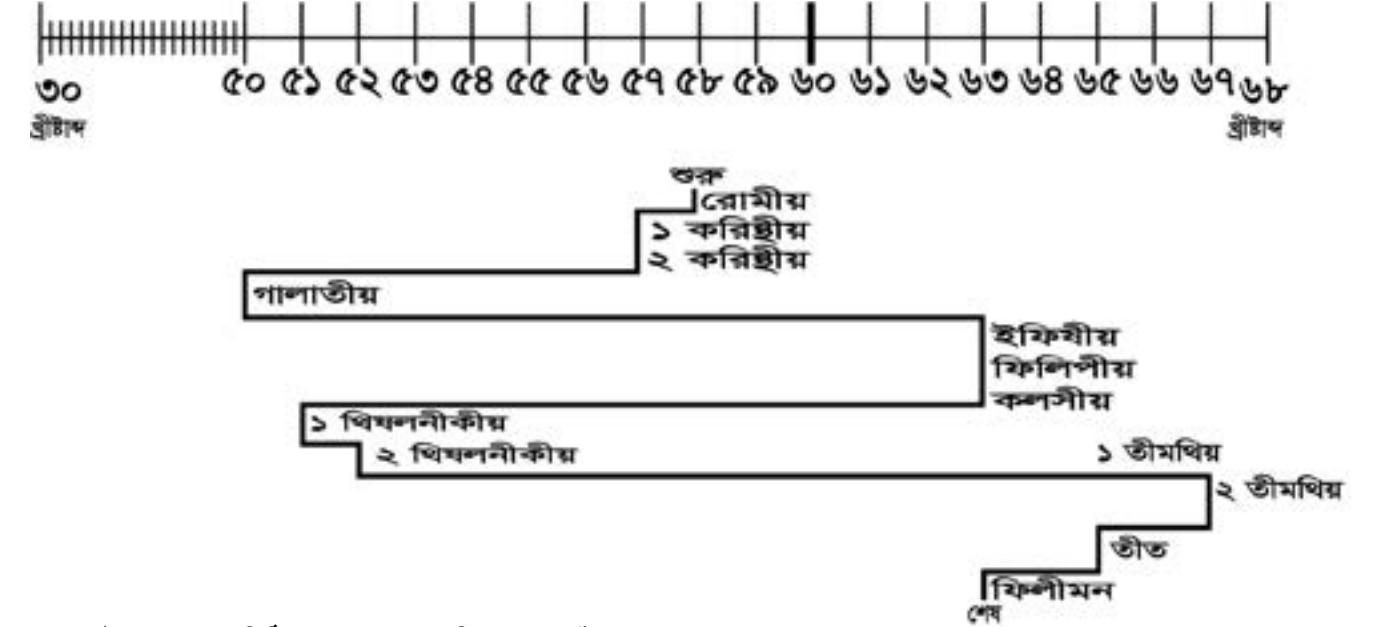 ৩০ ৫০ ৫১ ৫২ ৫৩ ৫৪ ৫৫ ৫৬ ৫৭ ৫৮ ৫৯ ৬০ ৬১ ৬২ ৬৩ ৬৪ ৬৫ ৬৬ ৬৭ ৬৮
খ্রীষ্টাব্দ খ্রীষ্টাব্দ
শুরু
রোমীয়
১ করিন্থীয়
২ করিন্থীয়
গালাতীয়
ইফিষীয়
ফিলিপীয়
কলসীয়
১ থিষলনীকীয়
২ থিষলনীকীয়
১ তীমথিয়
২ তীমথিয়
তীত
ফিলীমন
শেষ